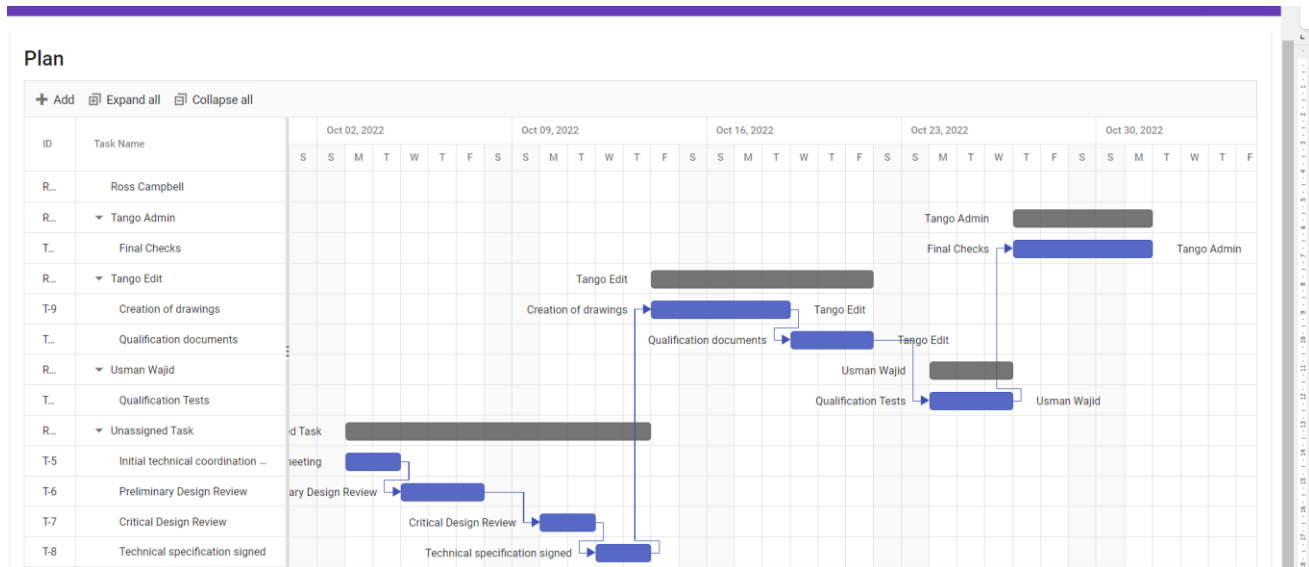 Plan
Add Expand all Collapse all
ID Task Name Oct 02, 2022 Oct 09, 2022 Oct 16, 2022 Oct 23, 2022 Oct 30, 2022
S S M T W T F S S M T W T F S S M T W T F S S M T W T F S S M T W T F
R... Ross Campbell
R... Tango Admin Tango Admin
T... Final Checks Final Checks Tango Admin
R... Tango Edit Tango Edit
T-9 Creation of drawings Creation of drawings Tango Edit
T... Qualification documents Qualification documents Tango Edit
R... Usman Wajid Usman Wajid
T... Qualification Tests Qualification Tests Usman Wajid
R... Unassigned Task d Task
T-5 Initial technical coordination ... neeting
T-6 Preliminary Design Review ary Design Review
T-7 Critical Design Review Critical Design Review
T-8 Technical specification signed Technical specification signed